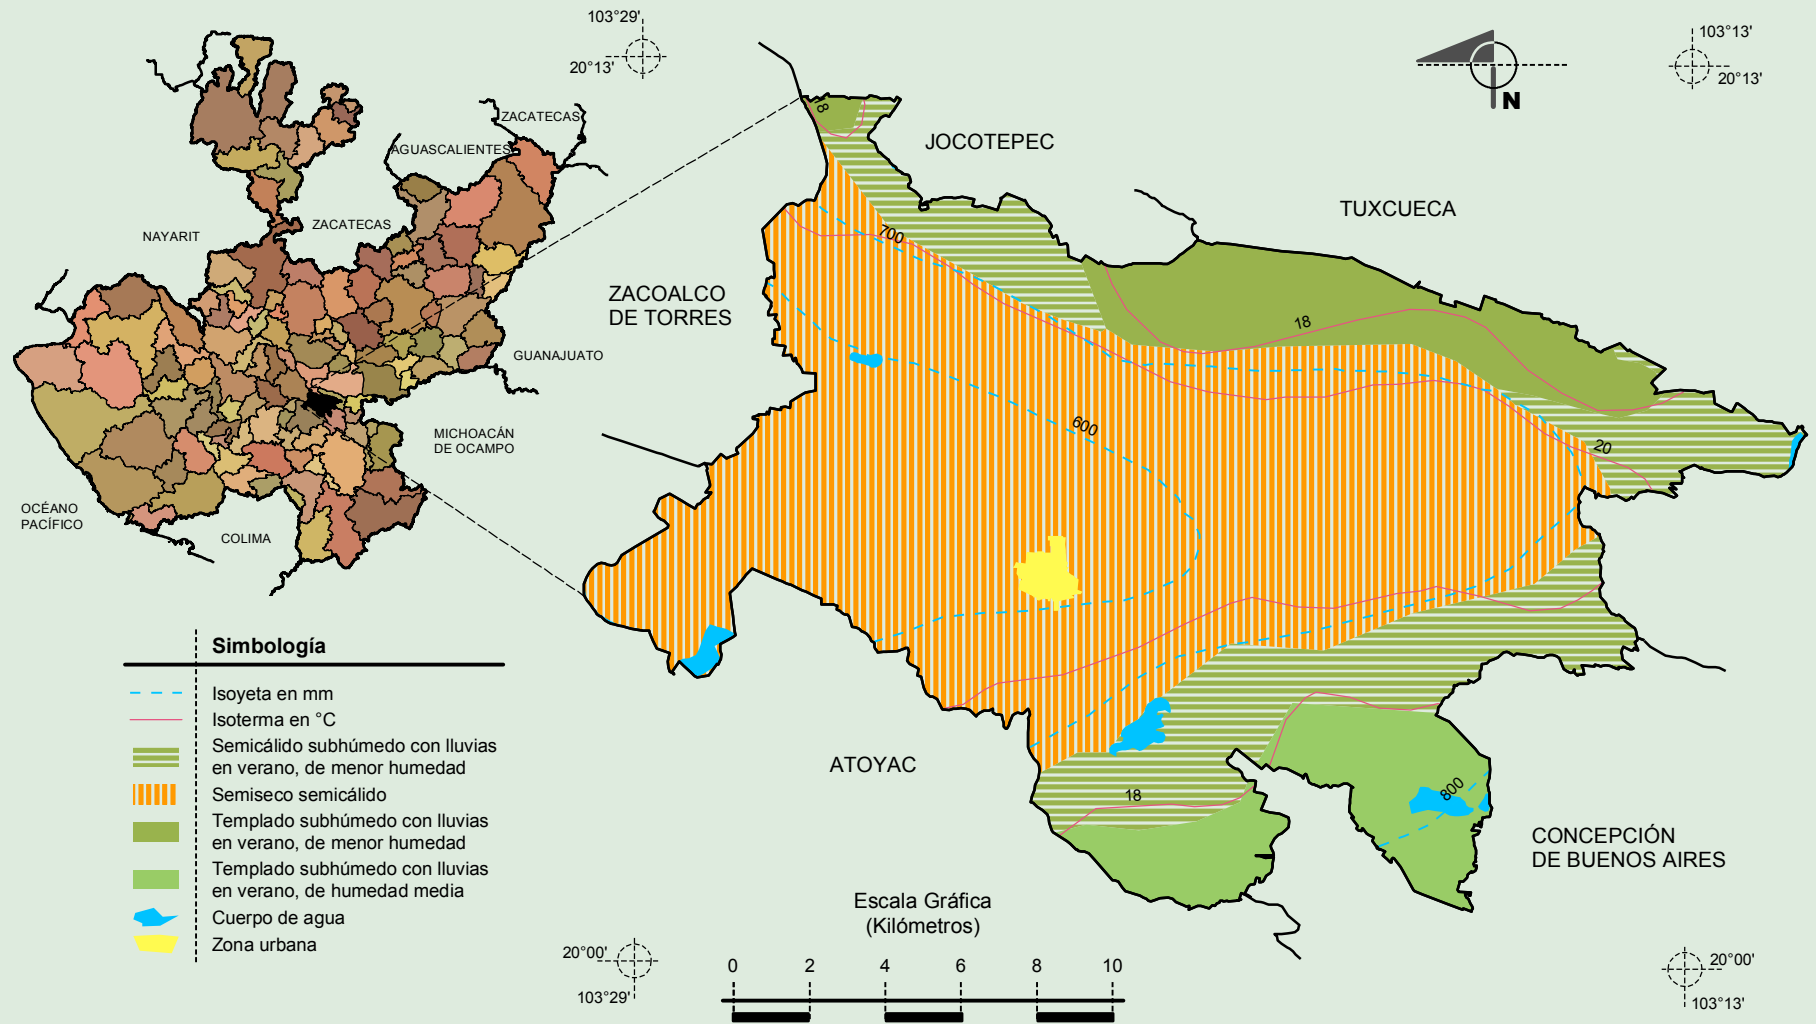 103°29'
20°13'
103°13'
20°13'
N
ZACATECAS
AGUASCALIENTES
ZACATECAS
NAYARIT
GUANAJUATO
MICHOACÁN
DE OCAMPO
OCÉANO
PACÍFICO
COLIMA
18
JOCOTEPEC
TUXCUECA
700
ZACOALCO
DE TORRES
18
600
20
ATOYAC
18
800
CONCEPCIÓN
DE BUENOS AIRES
Simbología
Isoyeta en mm
Isoterma en °C
Semicálido subhúmedo con lluvias
en verano, de menor humedad
Semiseco semicálido
Templado subhúmedo con lluvias
en verano, de menor humedad
Templado subhúmedo con lluvias
en verano, de humedad media
Cuerpo de agua
Zona urbana
Escala Gráfica
(Kilómetros)
0 2 4 6 8 10
20°00'
103°29'
20°00'
103°13'